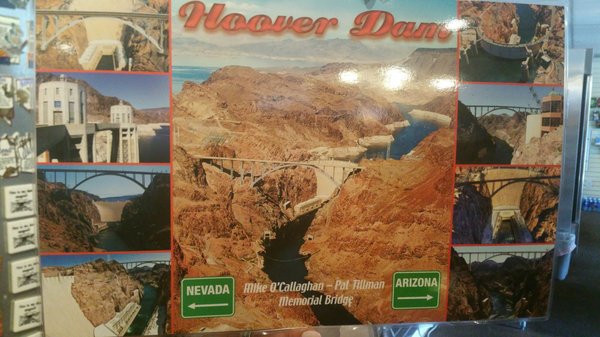 Hoover Dam
NEVADA
Mike O'Callaghan – Pat Tillman
Memorial Bridge
ARIZONA